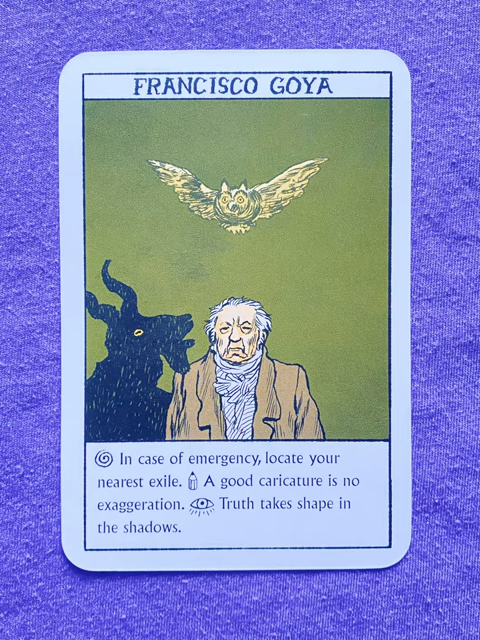 FRANCISCO GOYA
In case of emergency, locate your
nearest exile. A good caricature is no
exaggeration. Truth takes shape in
the shadows.